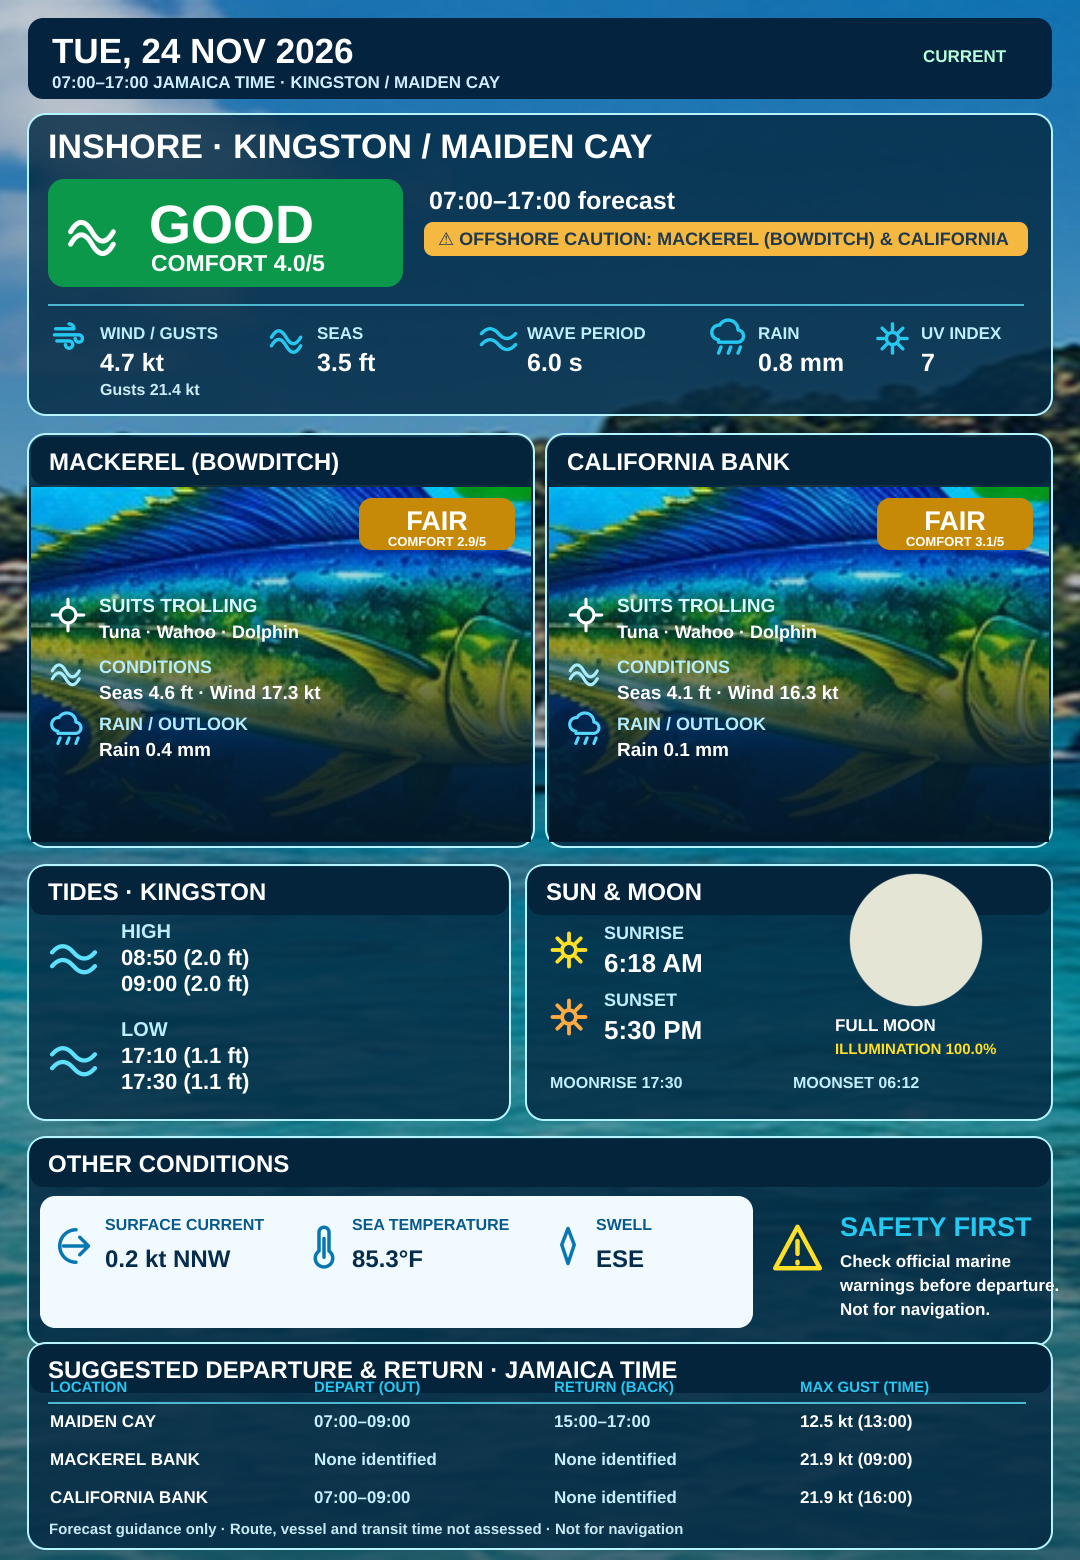 TUE, 24 NOV 2026
07:00–17:00 JAMAICA TIME · KINGSTON / MAIDEN CAY
CURRENT
INSHORE · KINGSTON / MAIDEN CAY
GOOD
COMFORT 4.0/5
07:00–17:00 forecast
⚠ OFFSHORE CAUTION: MACKEREL (BOWDITCH) & CALIFORNIA
WIND / GUSTS
4.7 kt
Gusts 21.4 kt
SEAS
3.5 ft
WAVE PERIOD
6.0 s
RAIN
0.8 mm
UV INDEX
7
MACKEREL (BOWDITCH)
FAIR
COMFORT 2.9/5
SUITS TROLLING
Tuna · Wahoo · Dolphin
CONDITIONS
Seas 4.6 ft · Wind 17.3 kt
RAIN / OUTLOOK
Rain 0.4 mm
CALIFORNIA BANK
FAIR
COMFORT 3.1/5
SUITS TROLLING
Tuna · Wahoo · Dolphin
CONDITIONS
Seas 4.1 ft · Wind 16.3 kt
RAIN / OUTLOOK
Rain 0.1 mm
TIDES · KINGSTON
HIGH
08:50 (2.0 ft)
09:00 (2.0 ft)
LOW
17:10 (1.1 ft)
17:30 (1.1 ft)
SUN & MOON
SUNRISE
6:18 AM
SUNSET
5:30 PM
FULL MOON
ILLUMINATION 100.0%
MOONRISE 17:30
MOONSET 06:12
OTHER CONDITIONS
SURFACE CURRENT
0.2 kt NNW
SEA TEMPERATURE
85.3°F
SWELL
ESE
SAFETY FIRST
Check official marine
warnings before departure.
Not for navigation.
SUGGESTED DEPARTURE & RETURN · JAMAICA TIME
LOCATION DEPART (OUT) RETURN (BACK) MAX GUST (TIME)
MAIDEN CAY 07:00–09:00 15:00–17:00 12.5 kt (13:00)
MACKEREL BANK None identified None identified 21.9 kt (09:00)
CALIFORNIA BANK 07:00–09:00 None identified 21.9 kt (16:00)
Forecast guidance only · Route, vessel and transit time not assessed · Not for navigation